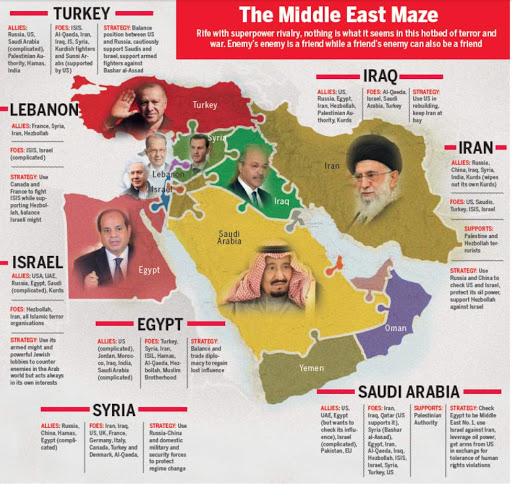 The Middle East Maze
Rife with superpower rivalry, nothing is what it seems in this hotbed of terror and
war. Enemy's enemy is a friend while a friend's enemy can also be a friend
TURKEY
ALLIES:
Russia, US,
Saudi Arabia
(complicated),
Palestinian Au-
thority, Hamas,
India
FOES: ISIS,
Al-Qaeda, Iran,
Iraq, IS, Syria,
Kurdish fighters
and Sunni Ar-
abs (supported
by US)
STRATEGY: Balance
position between US
and Russia, cautiously
support Saudis and
Israel, support armed
fighters against
Bashar al-Assad
LEBANON
ALLIES: France, Syria,
Iran, Hezbollah
FOES: ISIS, Israel
(complicated)
STRATEGY: Use
Canada and
France to fight
ISIS while sup-
porting Hezbol-
lah, balance
Israeli might
ISRAEL
ALLIES: USA, UAE,
Russia, Egypt, Saudi
(complicated), Kurds
FOES: Hezbollah,
Iran, all Islamic terror
organisations
STRATEGY: Use its
armed might and
powerful Jewish
lobbies to counter
enemies in the Arab
world but acts always
in its own interests
EGYPT
ALLIES: US
(complicated),
Jordan, Moroc-
co, Iraq, India,
Saudi Arabia
(complicated)
FOES: Turkey,
Syria, Iran,
ISIL, Hamas,
Al-Qaeda, Hez-
bollah, Muslim
Brotherhood
STRATEGY:
Balance and
trade diplo-
macy to regain
lost influence
SYRIA
ALLIES: Russia,
China, Hamas,
Egypt (compli-
cated)
FOES: Iran, Iraq,
US, UK, France,
Germany, Italy,
Canada, Turkey and
Denmark, Al-Qaeda,
STRATEGY: Use
Russia-China
and domestic
military and
security forces
to protect
regime change
IRAQ
ALLIES: US,
Russia, Egypt,
Iran, Hezbollah,
Palestinian Au-
thority, Kurds
FOES: Al-Qaeda,
Israel, Saudi
Arabia, Turkey
STRATEGY:
Use US in
rebuilding,
keep Iran at
bay
IRAN
ALLIES: Russia,
China, Iraq, Syria,
India, Kurds (wipes
out its own Kurds)
FOES: US, Saudis,
Turkey, ISIS, Israel
SUPPORTS:
Palestine and
Hezbollah ter-
rorists
STRATEGY: Use
Russia and China to
check US and Israel,
protect its oil power,
support Hezbollah
against Israel
SAUDI ARABIA
ALLIES: US,
UAE, Egypt
(but wants to
check its influ-
ence), Israel
(complicated),
Pakistan, EU
FOES: Iran,
Iraq, Qatar (US
supports it),
Syria (Bashar
al-Assad),
Egypt, Iran,
Al-Qaeda, Iraq,
Hezbollah, ISIS,
Israel, Syria,
Turkey, US
SUPPORTS:
Palestinian
Authority
STRATEGY: Check
Egypt to be Middle
East No. 1, use
Israel against Iran,
leverage oil power,
get arms from US
in exchange for
tolerance of human
rights violations
Turkey
Syria
Lebanon
Israel
Iraq
Iran
Egypt
Saudi
Arabia
Oman
Yemen